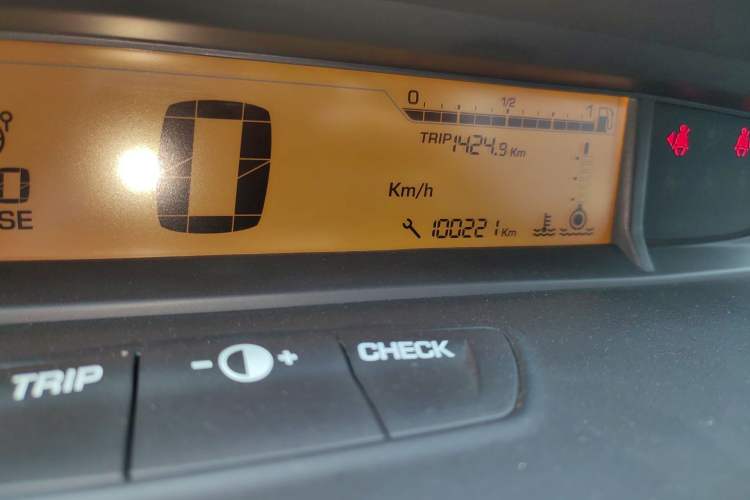 0 1/2 1
TRIP 1424.9 Km
0
Km/h
SE
100221 Km
TRIP
- +
CHECK